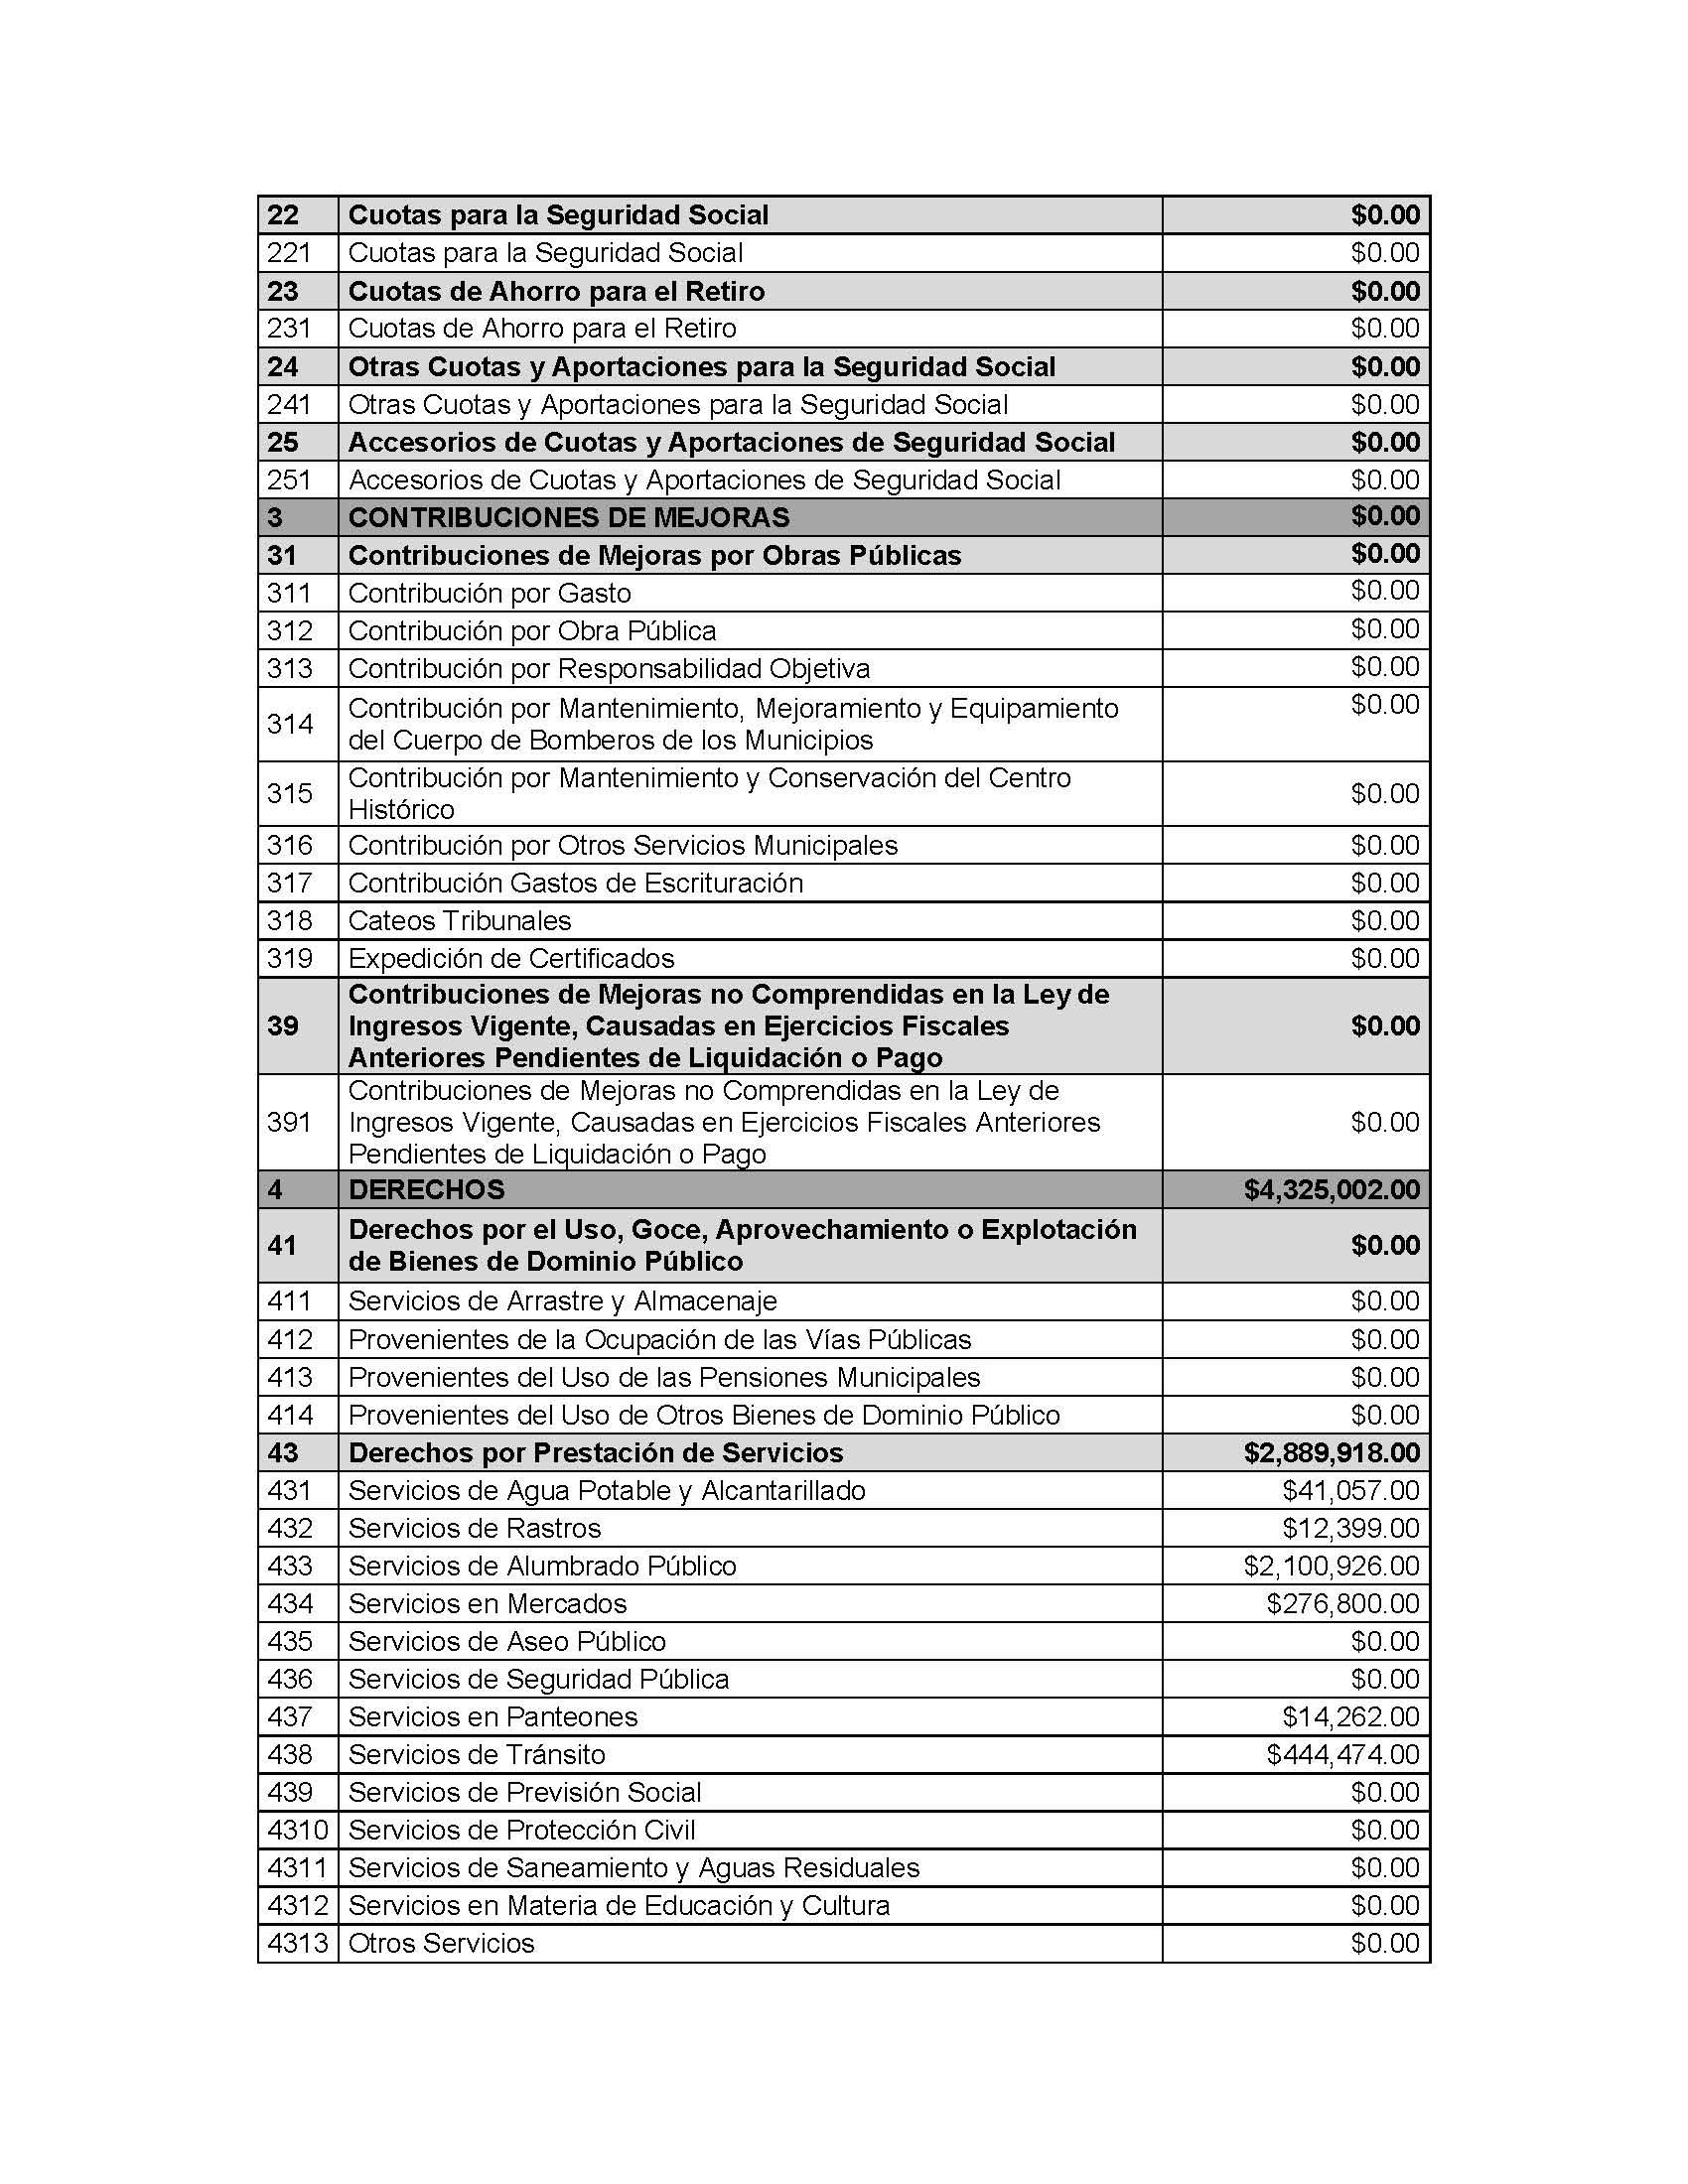 22 Cuotas para la Seguridad Social $0.00
221 Cuotas para la Seguridad Social $0.00
23 Cuotas de Ahorro para el Retiro $0.00
231 Cuotas de Ahorro para el Retiro $0.00
24 Otras Cuotas y Aportaciones para la Seguridad Social $0.00
241 Otras Cuotas y Aportaciones para la Seguridad Social $0.00
25 Accesorios de Cuotas y Aportaciones de Seguridad Social $0.00
251 Accesorios de Cuotas y Aportaciones de Seguridad Social $0.00
3 CONTRIBUCIONES DE MEJORAS $0.00
31 Contribuciones de Mejoras por Obras Públicas $0.00
311 Contribución por Gasto $0.00
312 Contribución por Obra Pública $0.00
313 Contribución por Responsabilidad Objetiva $0.00
314 Contribución por Mantenimiento, Mejoramiento y Equipamiento $0.00
del Cuerpo de Bomberos de los Municipios
315 Contribución por Mantenimiento y Conservación del Centro $0.00
Histórico
316 Contribución por Otros Servicios Municipales $0.00
317 Contribución Gastos de Escrituración $0.00
318 Cateos Tribunales $0.00
319 Expedición de Certificados $0.00
Contribuciones de Mejoras no Comprendidas en la Ley de
39 Ingresos Vigente, Causadas en Ejercicios Fiscales $0.00
Anteriores Pendientes de Liquidación o Pago
Contribuciones de Mejoras no Comprendidas en la Ley de
391 Ingresos Vigente, Causadas en Ejercicios Fiscales Anteriores $0.00
Pendientes de Liquidación o Pago
4 DERECHOS $4,325,002.00
41 Derechos por el Uso, Goce, Aprovechamiento o Explotación $0.00
de Bienes de Dominio Público
411 Servicios de Arrastre y Almacenaje $0.00
412 Provenientes de la Ocupación de las Vías Públicas $0.00
413 Provenientes del Uso de las Pensiones Municipales $0.00
414 Provenientes del Uso de Otros Bienes de Dominio Público $0.00
43 Derechos por Prestación de Servicios $2,889,918.00
431 Servicios de Agua Potable y Alcantarillado $41,057.00
432 Servicios de Rastros $12,399.00
433 Servicios de Alumbrado Público $2,100,926.00
434 Servicios en Mercados $276,800.00
435 Servicios de Aseo Público $0.00
436 Servicios de Seguridad Pública $0.00
437 Servicios en Panteones $14,262.00
438 Servicios de Tránsito $444,474.00
439 Servicios de Previsión Social $0.00
4310 Servicios de Protección Civil $0.00
4311 Servicios de Saneamiento y Aguas Residuales $0.00
4312 Servicios en Materia de Educación y Cultura $0.00
4313 Otros Servicios $0.00